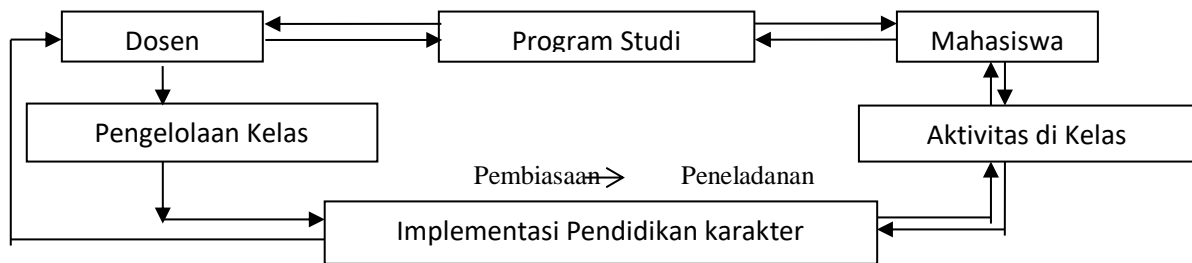 Dosen
Program Studi
Mahasiswa
Pengelolaan Kelas
Aktivitas di Kelas
Pembiasaan Peneladanan
Implementasi Pendidikan karakter